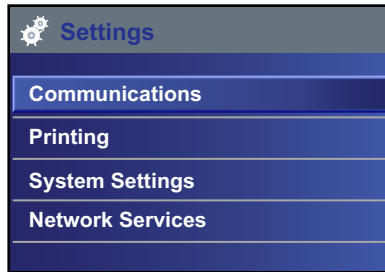 Settings
Communications
Printing
System Settings
Network Services